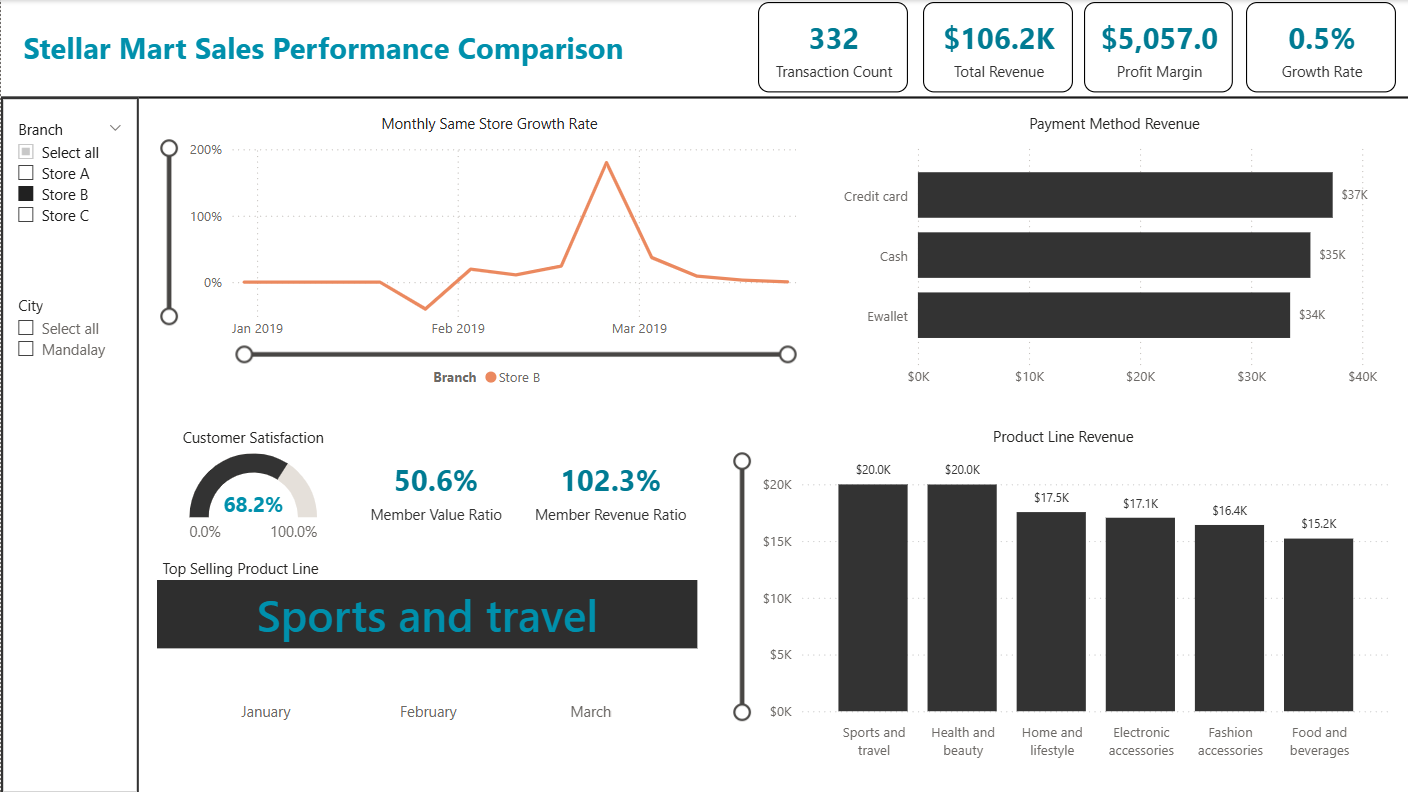 Stellar Mart Sales Performance Comparison
332
Transaction Count
$106.2K
Total Revenue
$5,057.0
Profit Margin
0.5%
Growth Rate
Branch
Select all
Store A
Store B
Store C
City
Select all
Mandalay
Monthly Same Store Growth Rate
200%
100%
0%
Jan 2019
Feb 2019
Mar 2019
Branch Store B
Payment Method Revenue
Credit card
$37K
Cash
$35K
Ewallet
$34K
$0K
$10K
$20K
$30K
$40K
Customer Satisfaction
68.2%
0.0%
100.0%
50.6%
Member Value Ratio
102.3%
Member Revenue Ratio
Top Selling Product Line
Sports and travel
January
February
March
Product Line Revenue
$20K
$15K
$10K
$5K
$0K
$20.0K
$20.0K
$17.5K
$17.1K
$16.4K
$15.2K
Sports and
travel
Health and
beauty
Home and
lifestyle
Electronic
accessories
Fashion
accessories
Food and
beverages